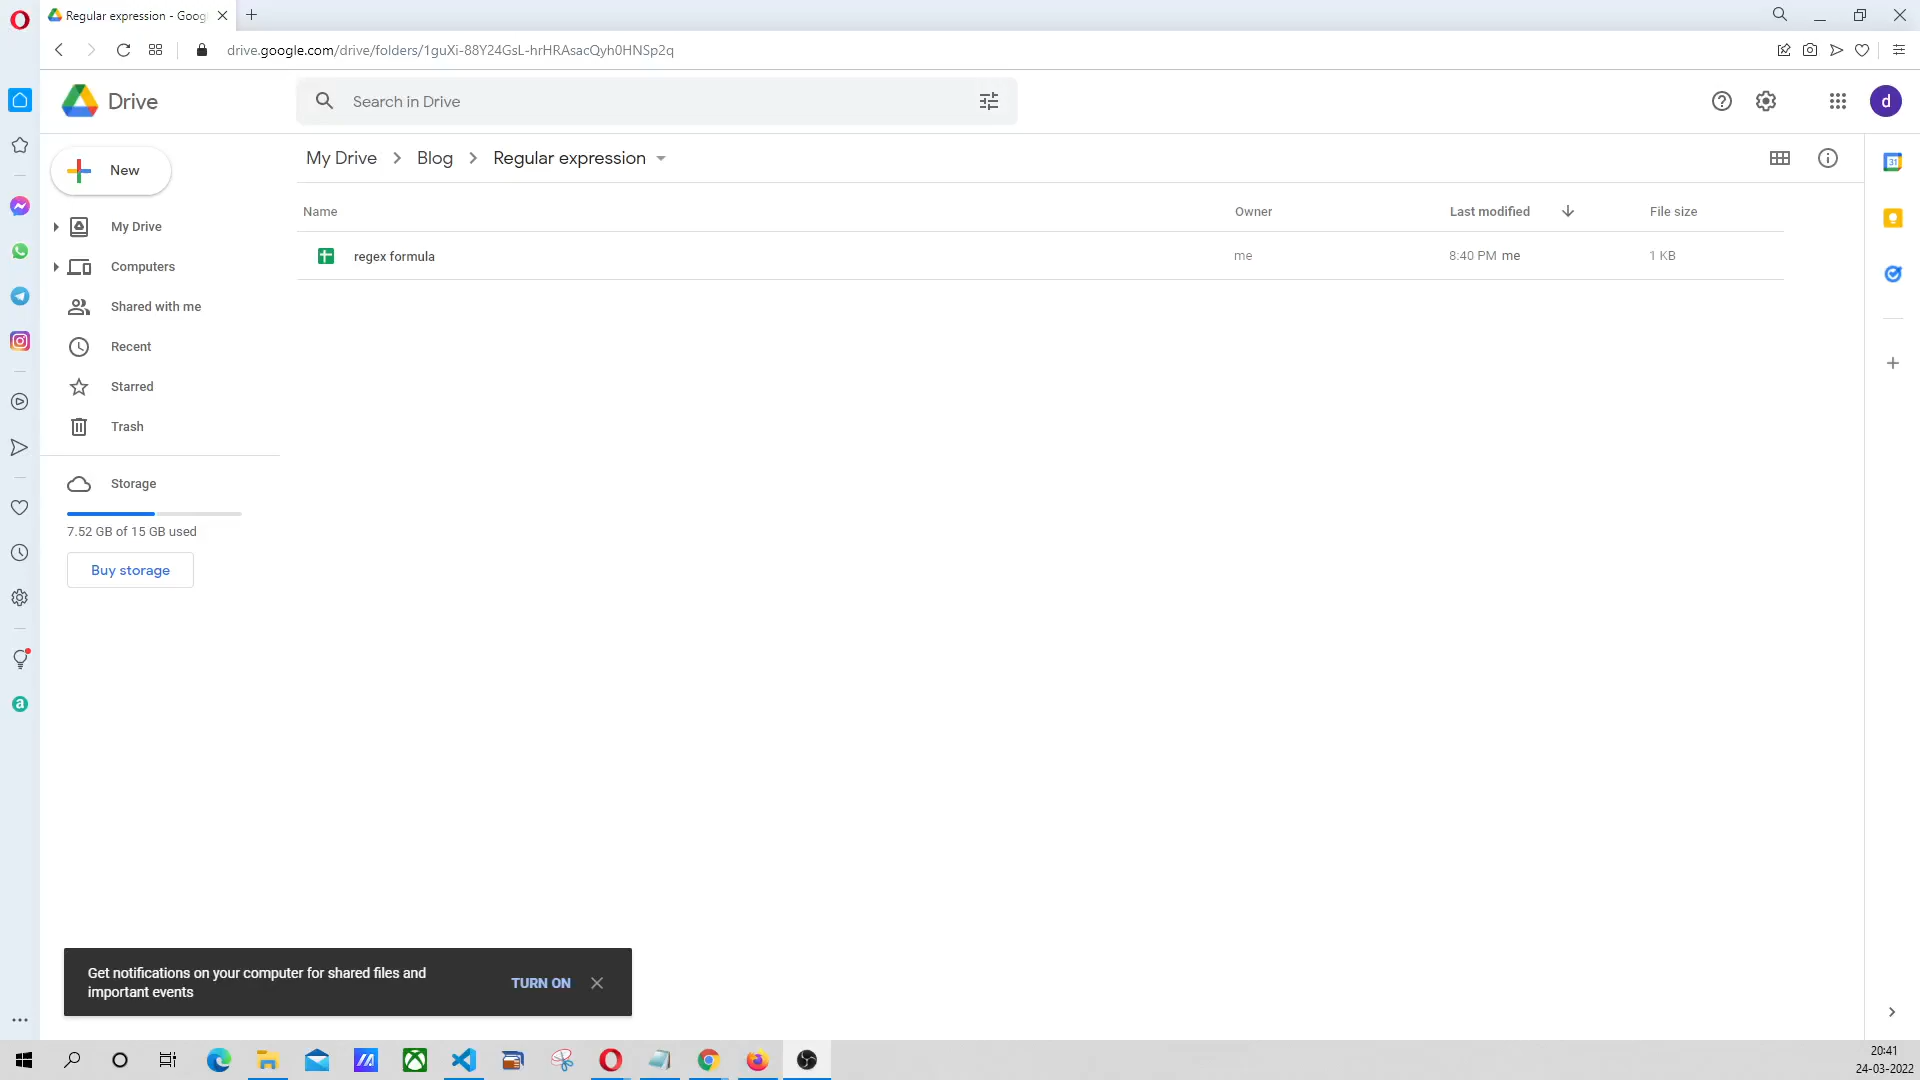 Regular expression - Goog
drive.google.com/drive/folders/1guXi-88Y24GsL-hrHRAsacQyh0HNSp2q
Drive
Search in Drive
d
New
My Drive
Computers
Shared with me
Recent
Starred
Trash
Storage
7.52 GB of 15 GB used
Buy storage
My Drive > Blog > Regular expression
Name Owner Last modified File size
regex formula me 8:40 PM me 1 KB
31
a
Get notifications on your computer for shared files and
important events
TURN ON
20:41
24-03-2022